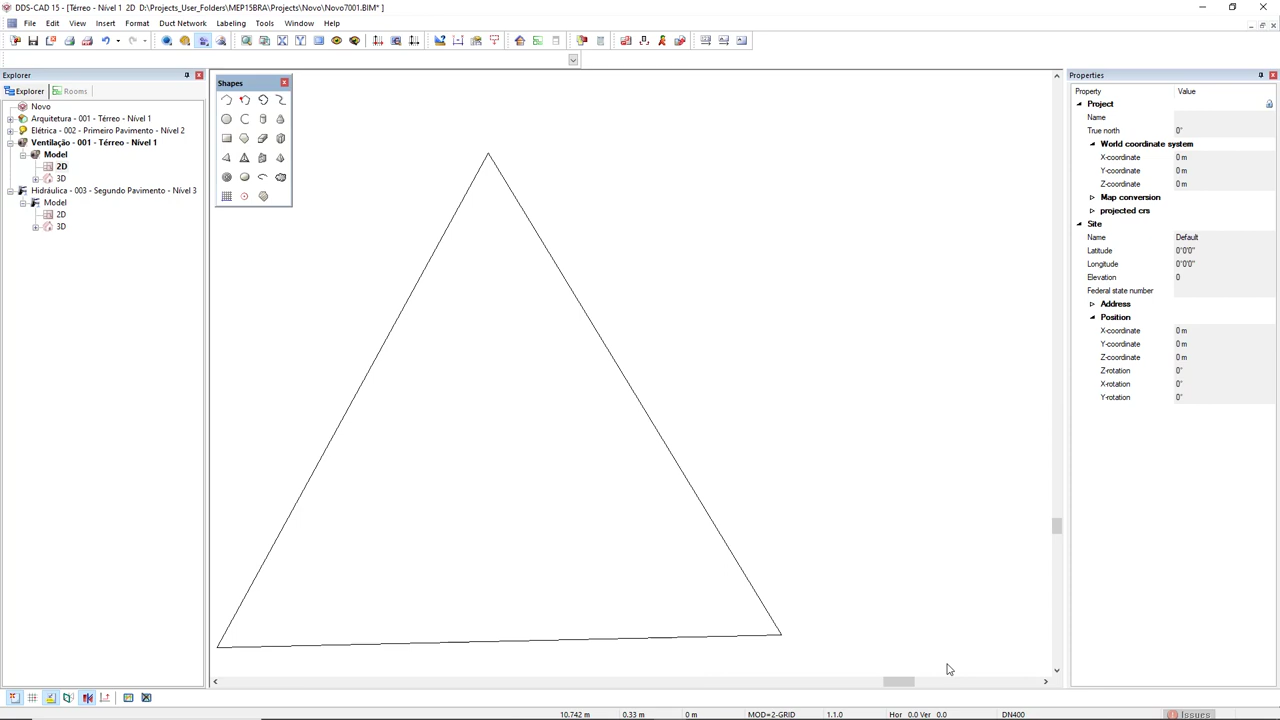 DDS-CAD 15 - [Térreo - Nível 1  2D  D:\Projects_User_Folders\MEP15BRA\Projects\Novo\Novo7001.BIM* ]
File Edit View Insert Format Duct Network Labeling Tools Window Help
Explorer
Explorer Rooms
Novo
Arquitetura - 001 - Térreo - Nível 1
Elétrica - 002 - Primeiro Pavimento - Nível 2
Ventilação - 001 - Térreo - Nível 1
Model
2D
3D
Hidráulica - 003 - Segundo Pavimento - Nível 3
Model
2D
3D
Shapes
Properties
Property Value
Project
Name
True north 0°
World coordinate system
X-coordinate 0 m
Y-coordinate 0 m
Z-coordinate 0 m
Map conversion
projected crs
Site
Name Default
Latitude 0°0'0"
Longitude 0°0'0"
Elevation 0
Federal state number
Address
Position
X-coordinate 0 m
Y-coordinate 0 m
Z-coordinate 0 m
Z-rotation 0°
X-rotation 0°
Y-rotation 0°
10.742 m 0.33 m 0 m MOD=2-GRID 1.1.0 Hor 0.0 Ver 0.0 DN400 Issues